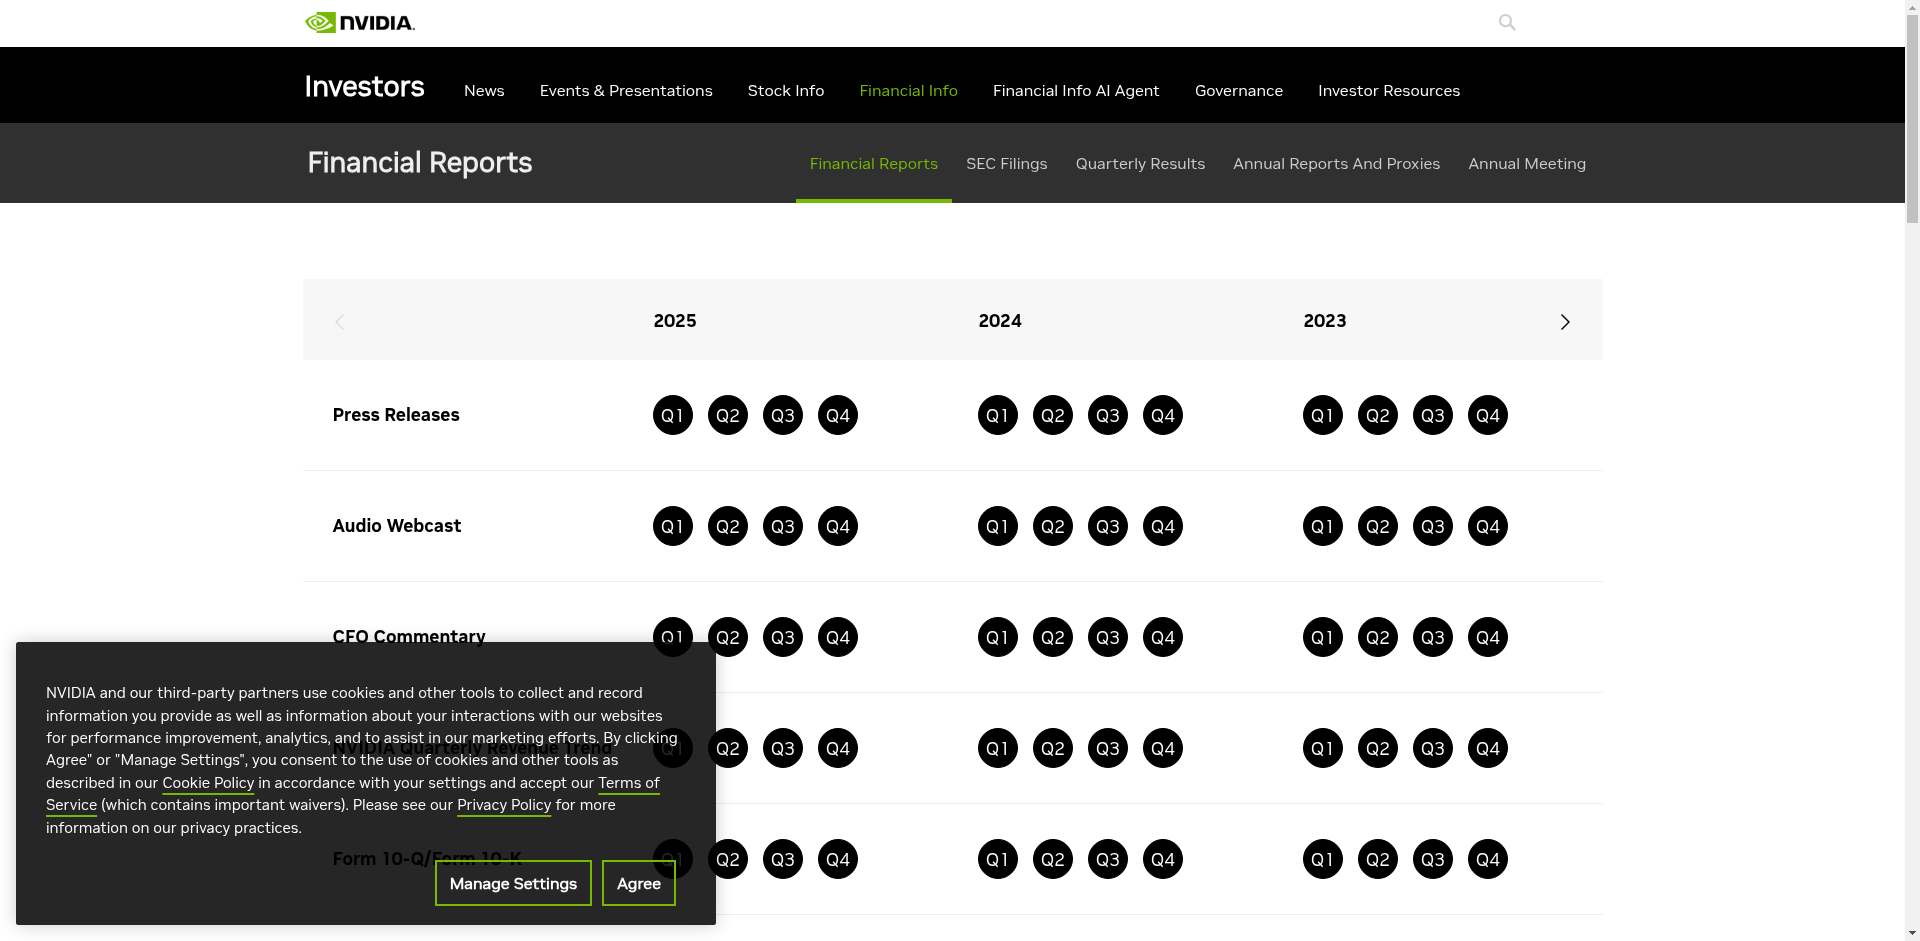 NVIDIA.
Investors
News
Events & Presentations
Stock Info
Financial Info
Financial Info AI Agent
Governance
Investor Resources
Financial Reports
Financial Reports
SEC Filings
Quarterly Results
Annual Reports And Proxies
Annual Meeting
2025
2024
2023
Press Releases
Q1 Q2 Q3 Q4
Q1 Q2 Q3 Q4
Q1 Q2 Q3 Q4
Audio Webcast
Q1 Q2 Q3 Q4
Q1 Q2 Q3 Q4
Q1 Q2 Q3 Q4
CFO Commentary
Q1 Q2 Q3 Q4
Q1 Q2 Q3 Q4
Q1 Q2 Q3 Q4
NVIDIA Quarterly Revenue Trend
Q1 Q2 Q3 Q4
Q1 Q2 Q3 Q4
Q1 Q2 Q3 Q4
Form 10-Q/Form 10-K
Q1 Q2 Q3 Q4
Q1 Q2 Q3 Q4
Q1 Q2 Q3 Q4
NVIDIA and our third-party partners use cookies and other tools to collect and record
information you provide as well as information about your interactions with our websites
for performance improvement, analytics, and to assist in our marketing efforts. By clicking
Agree" or "Manage Settings", you consent to the use of cookies and other tools as
described in our Cookie Policy in accordance with your settings and accept our Terms of
Service (which contains important waivers). Please see our Privacy Policy for more
information on our privacy practices.
Manage Settings
Agree